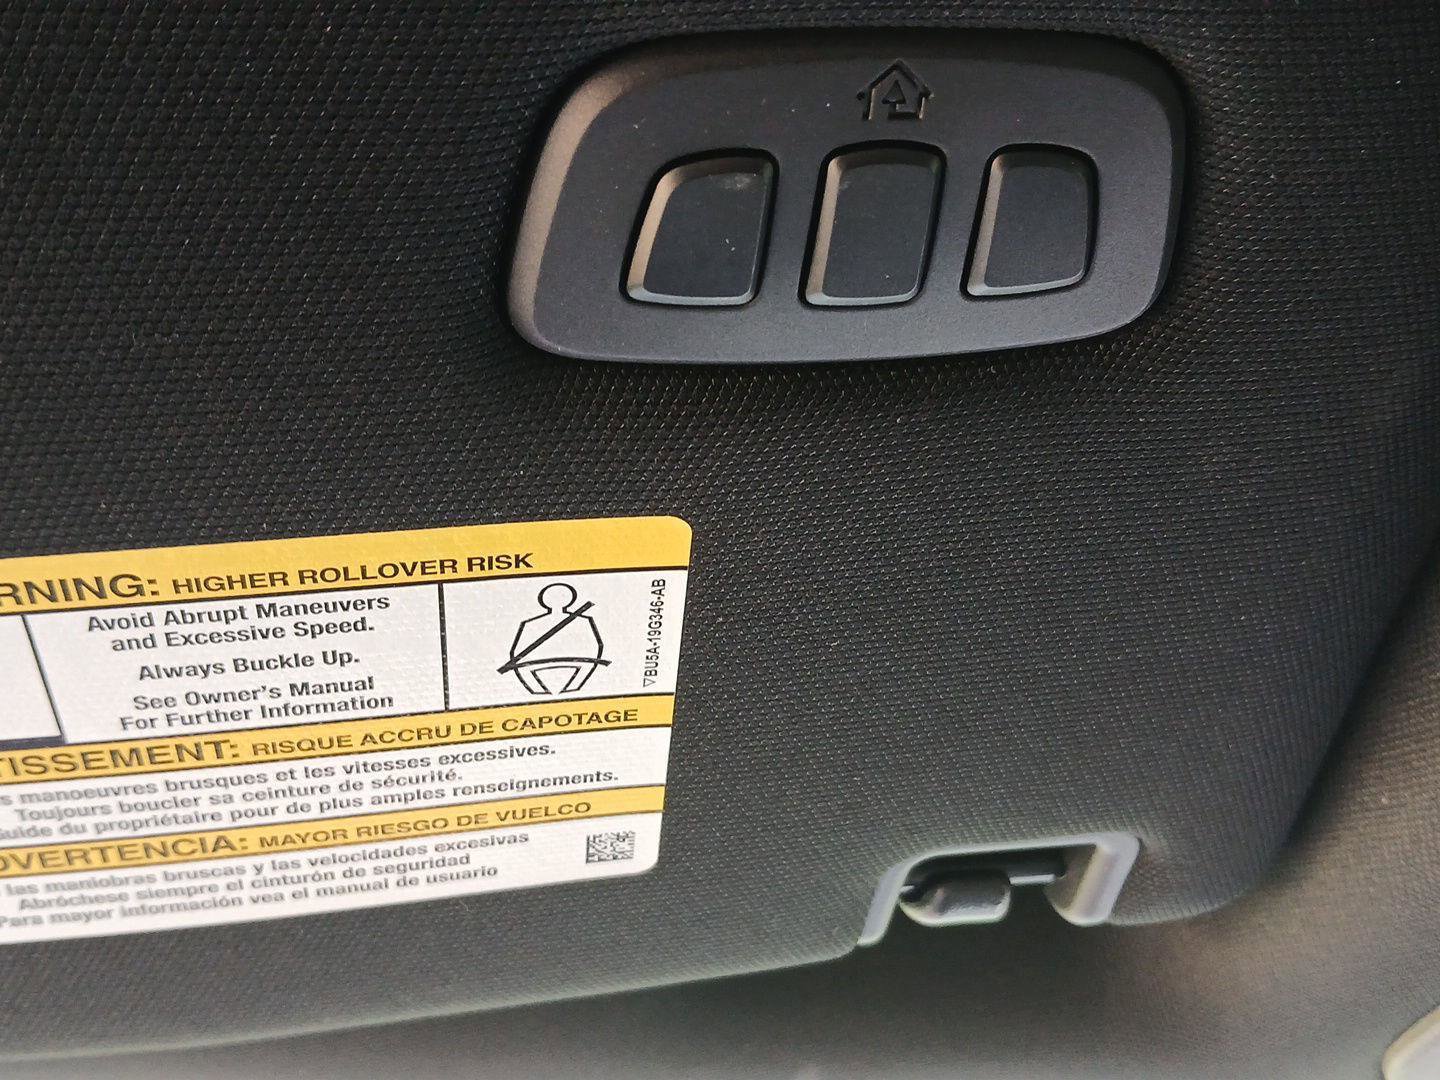 RNING: HIGHER ROLLOVER RISK
Avoid Abrupt Maneuvers
and Excessive Speed.
Always Buckle Up.
See Owner's Manual
For Further Information
▽BU5A-19G346-AB
TISSEMENT: RISQUE ACCRU DE CAPOTAGE
s manoeuvres brusques et les vitesses excessives.
Toujours boucler sa ceinture de sécurité.
Guide du propriétaire pour de plus amples renseignements.
DVERTENCIA: MAYOR RIESGO DE VUELCO
las maniobras bruscas y las velocidades excesivas
Abróchese siempre el cinturón de seguridad
Para mayor información vea el manual de usuario